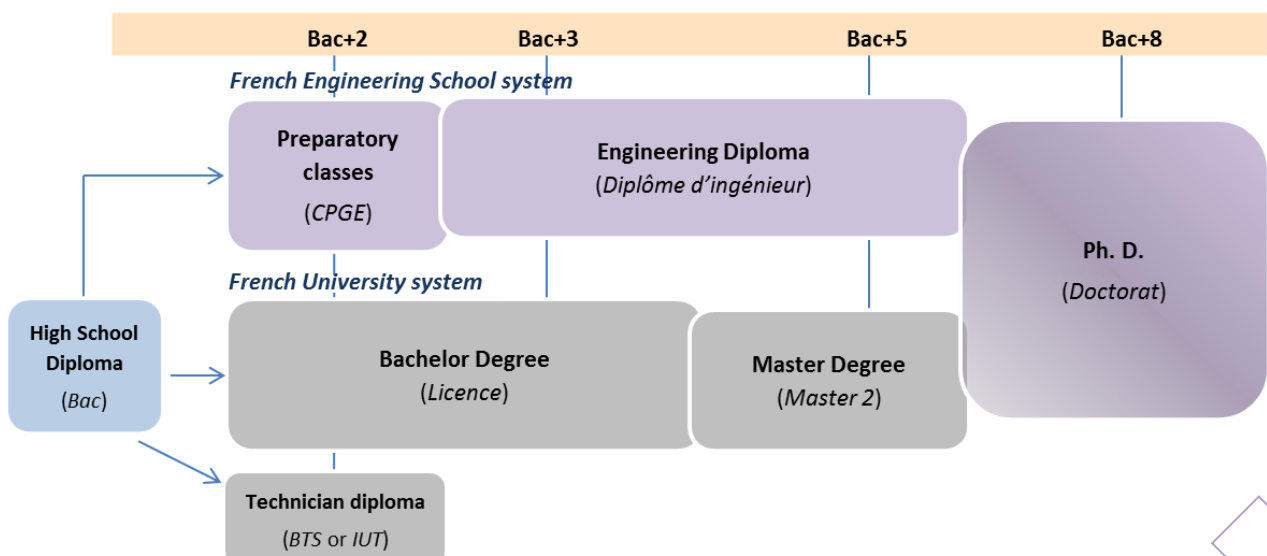 Bac+2 Bac+3 Bac+5 Bac+8
French Engineering School system
Preparatory
classes
(CPGE)
Engineering Diploma
(Diplôme d’ingénieur)
Ph. D.
(Doctorat)
French University system
High School
Diploma
(Bac)
Bachelor Degree
(Licence)
Master Degree
(Master 2)
Technician diploma
(BTS or IUT)